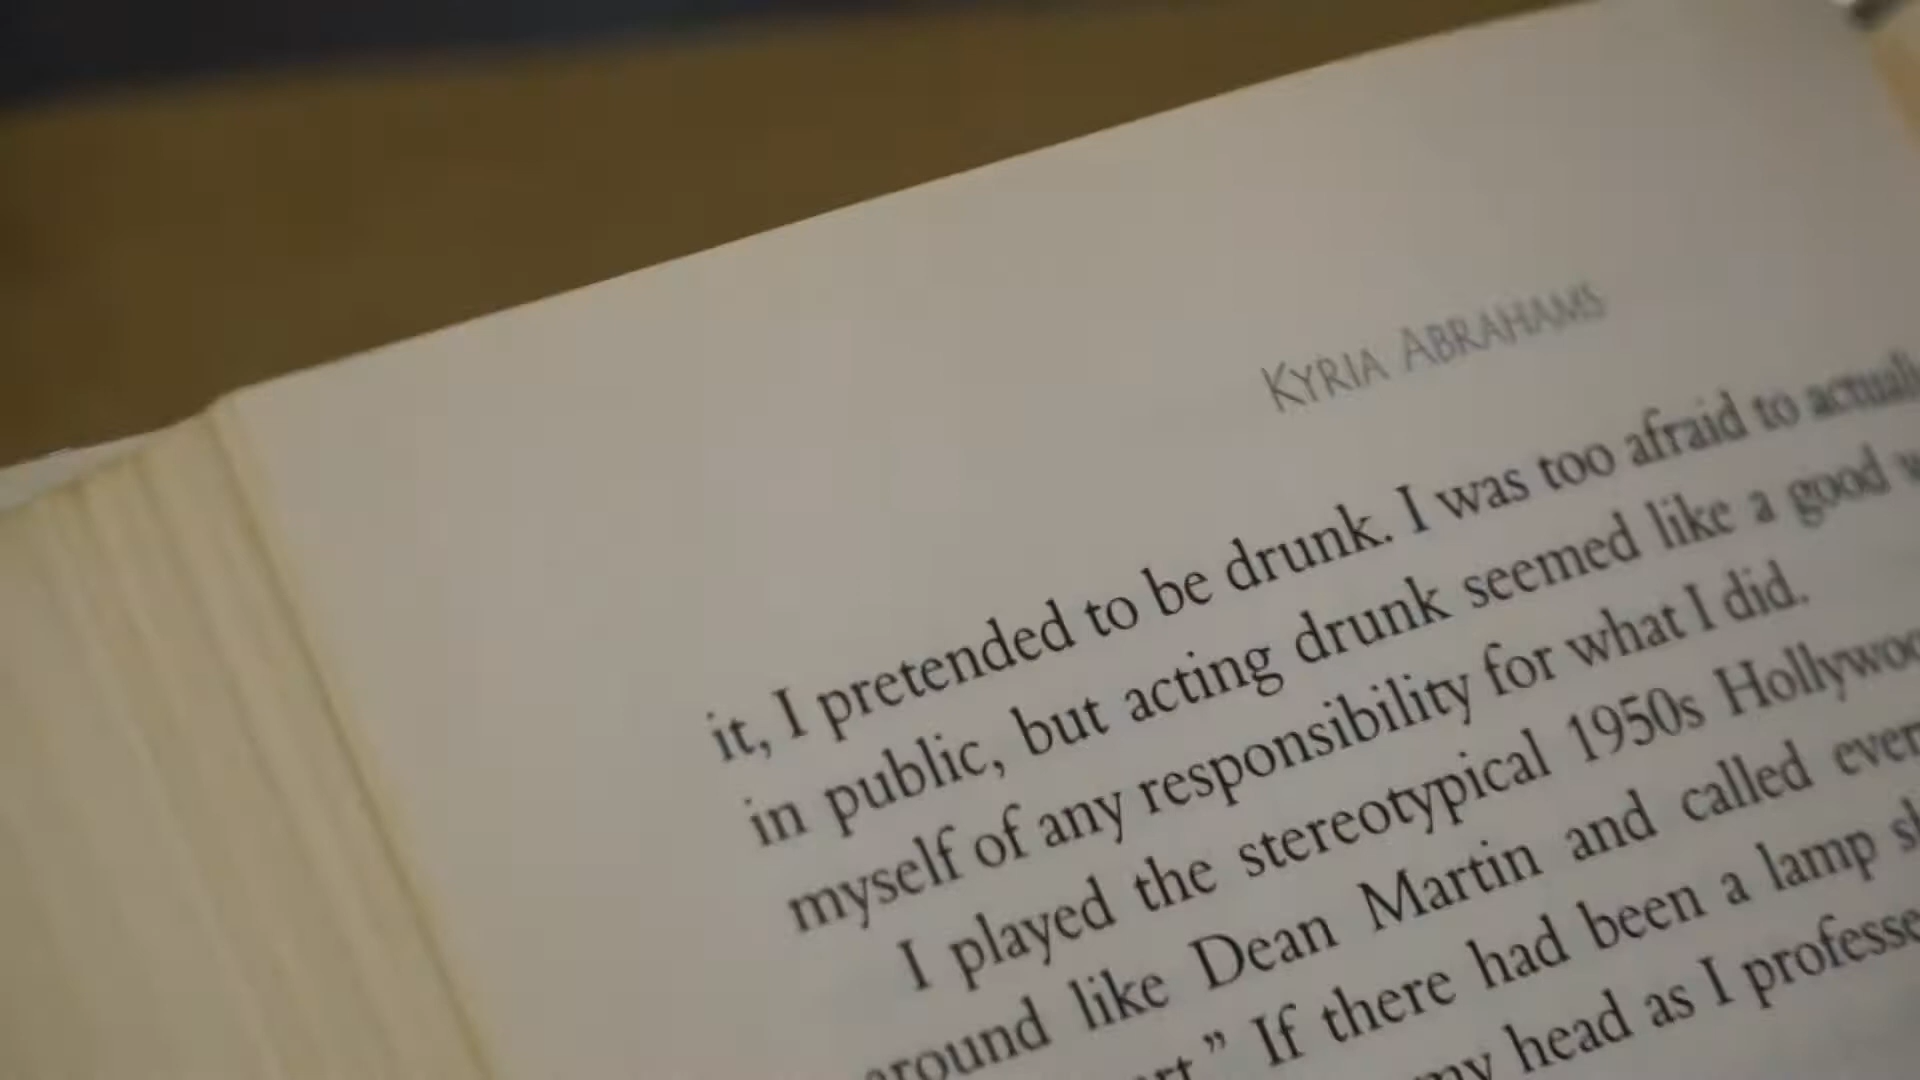 KYRIA ABRAHAMS
it, I pretended to be drunk. I was too afraid to actually
in public, but acting drunk seemed like a good
myself of any responsibility for what I did.
I played the stereotypical 1950s
around like Dean Martin and called
If there had been a lamp
my head as I